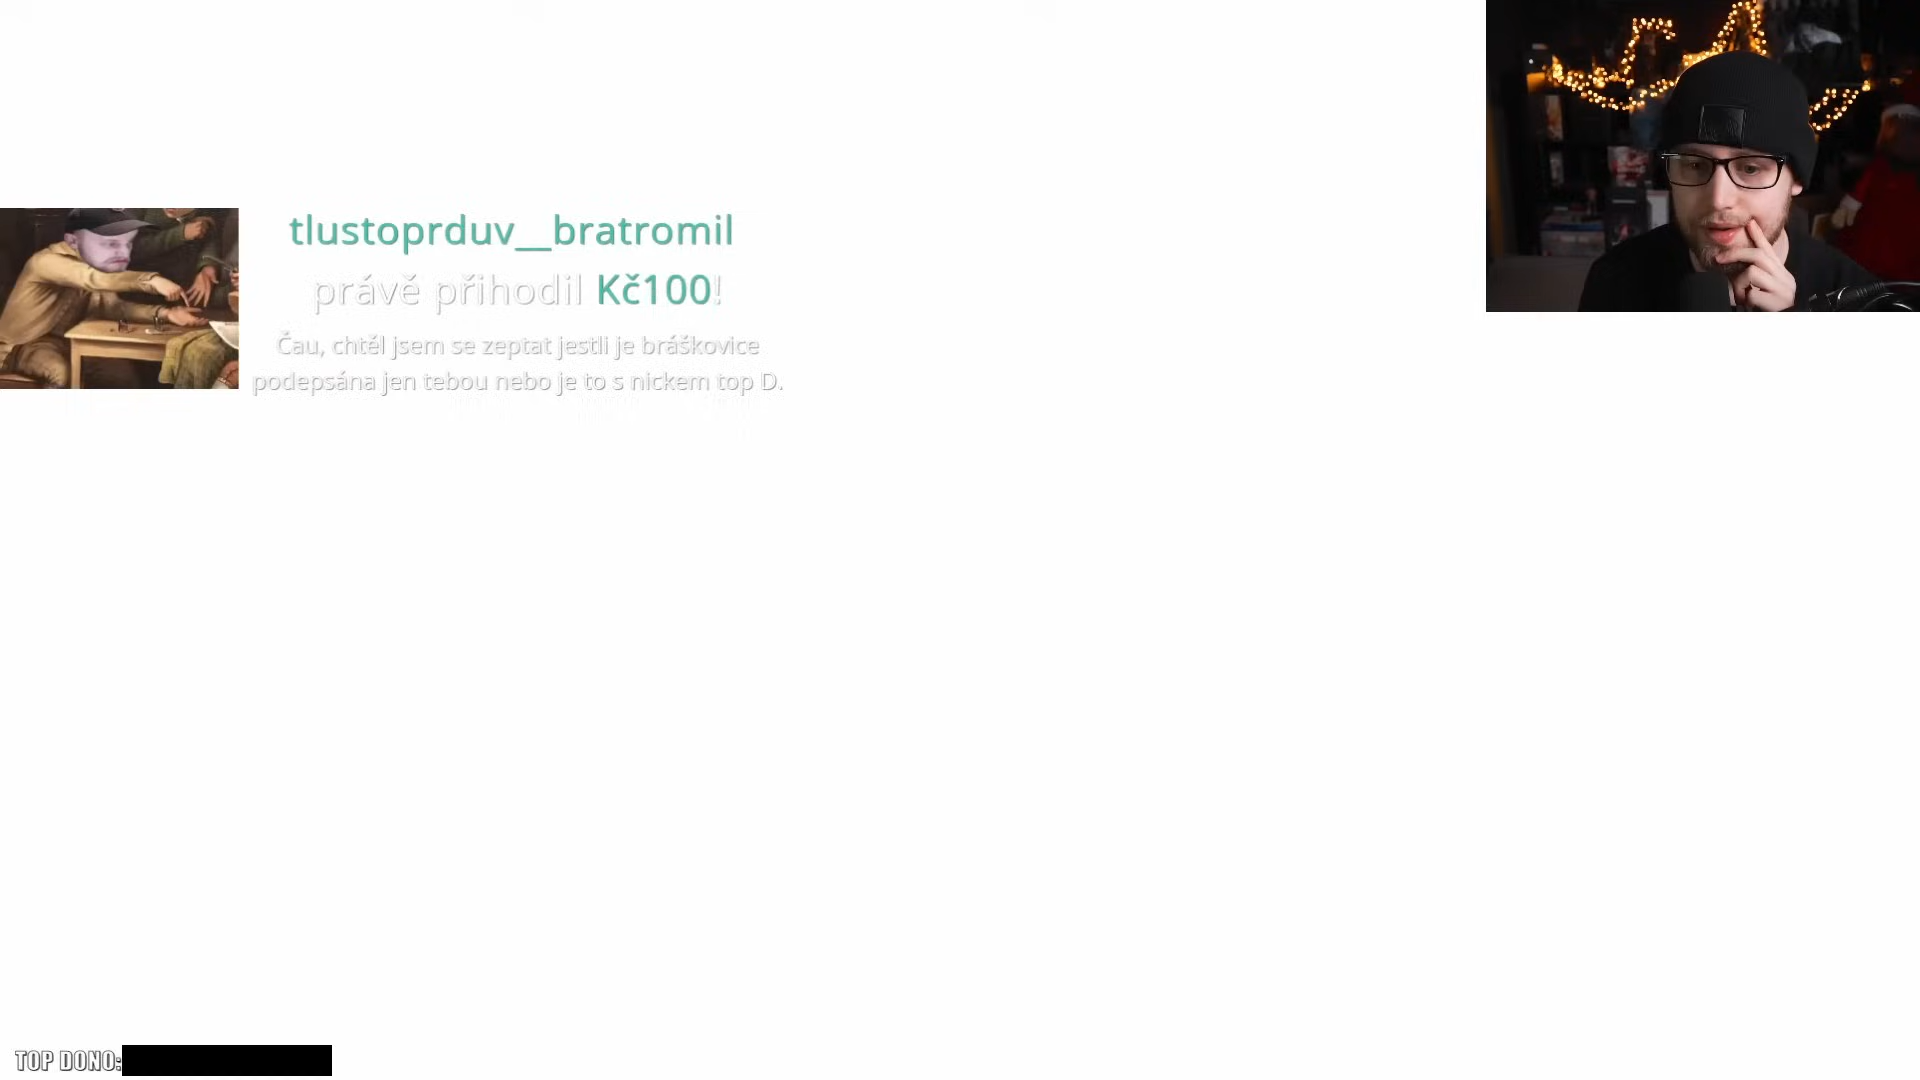 tlustoprduv__bratromil
právě přihodil Kč100!
Čau, chtěl jsem se zeptat jestli je bráškovice
podepsána jen tebou nebo je to s nickem top D.
TOP DONO: